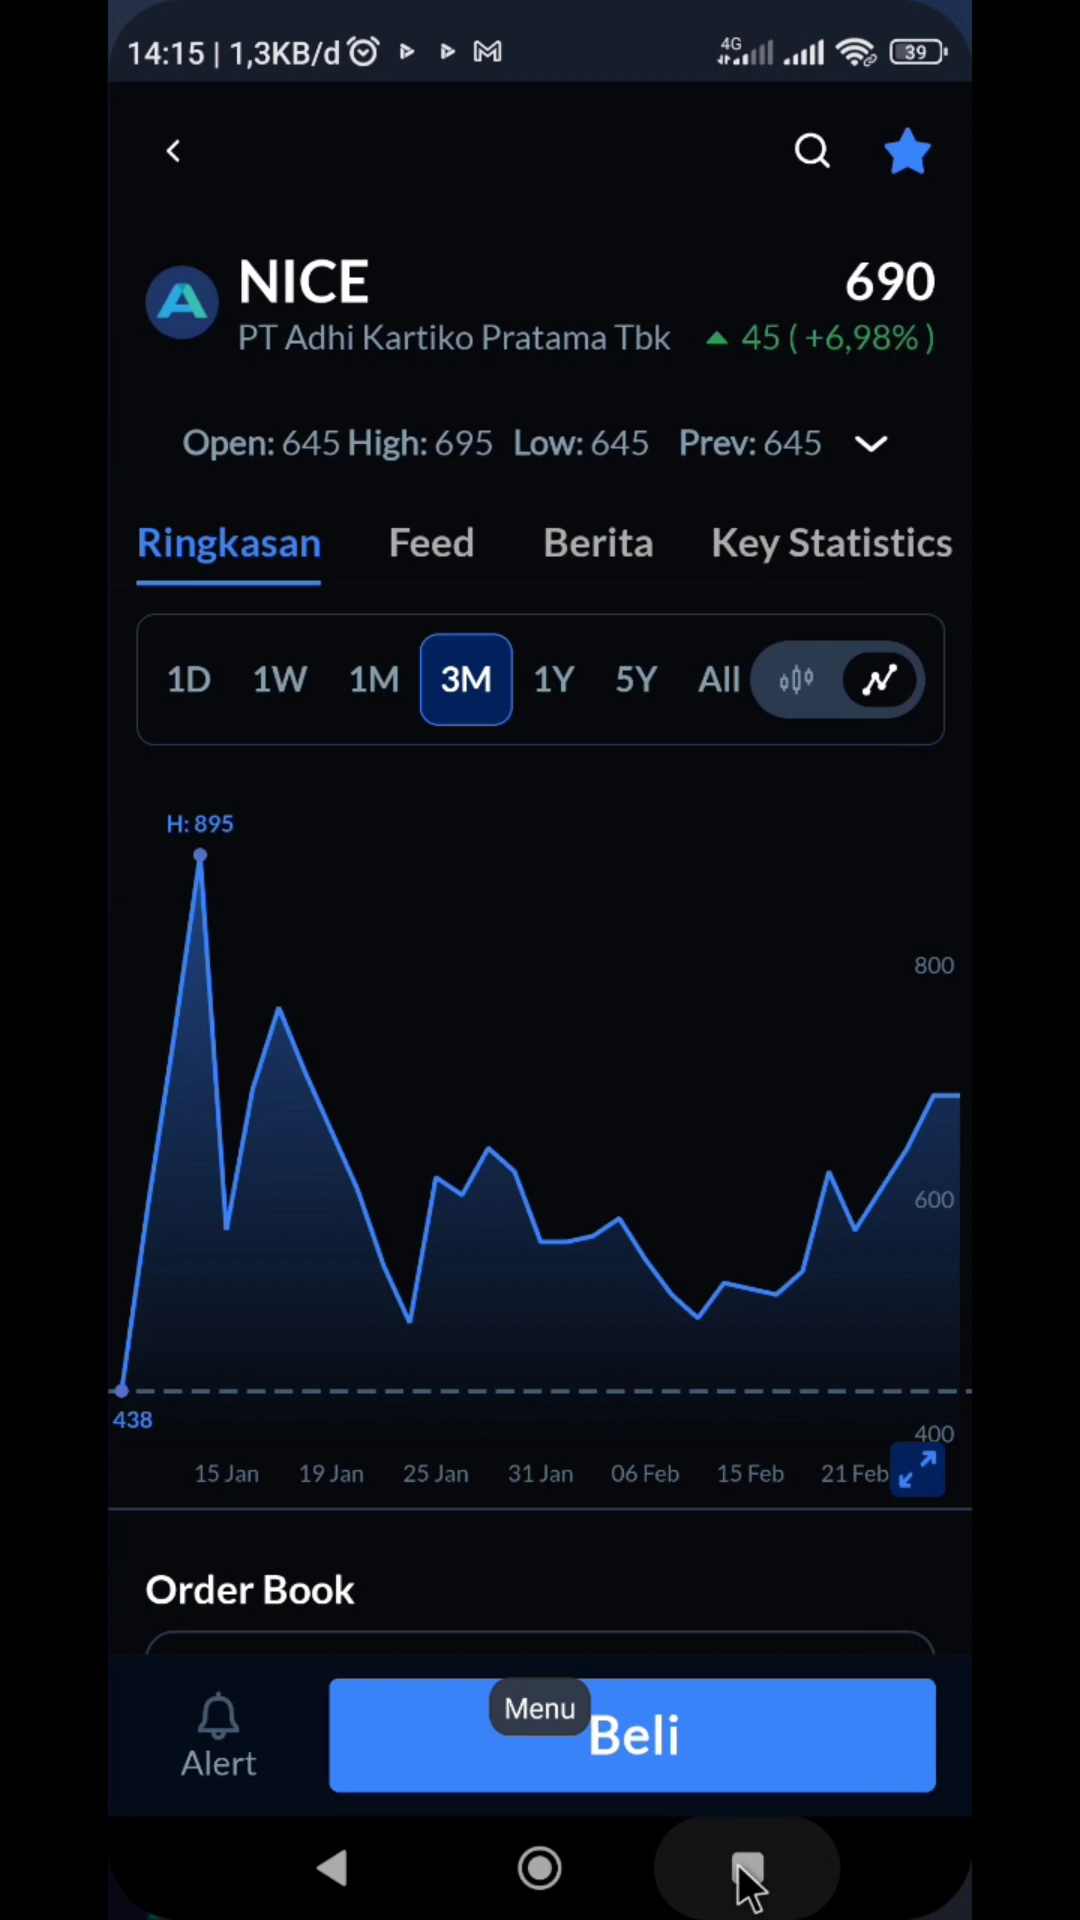 14:15 | 1,3KB/d
4G
39
NICE
690
PT Adhi Kartiko Pratama Tbk
45 ( +6,98% )
Open: 645 High: 695 Low: 645 Prev: 645
Ringkasan Feed Berita Key Statistics
1D 1W 1M 3M 1Y 5Y All
H: 895
800
600
438
400
15 Jan 19 Jan 25 Jan 31 Jan 06 Feb 15 Feb 21 Feb
Order Book
Menu
Beli
Alert